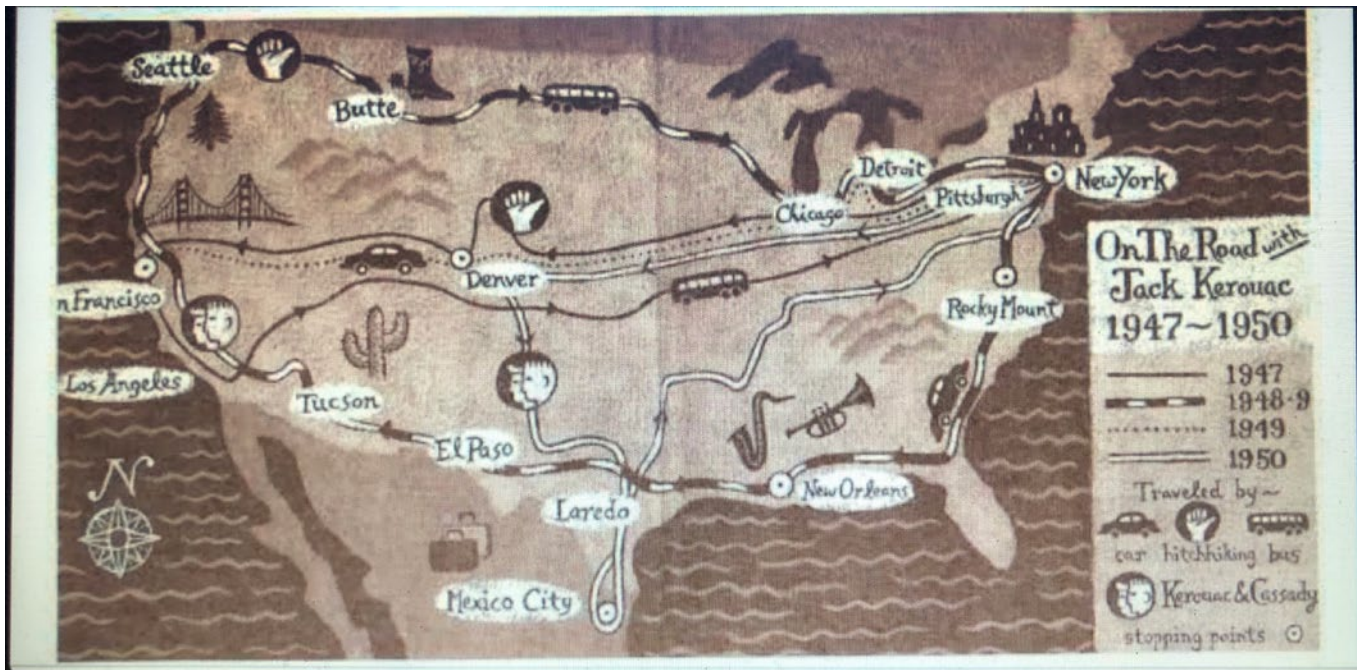 Seattle
Butte
Detroit
New York
Pittsburgh
Chicago
Denver
n Francisco
Rocky Mount
Los Angeles
Tucson
El Paso
New Orleans
Laredo
Mexico City
N
On The Road with
Jack Kerouac
1947~1950
1947
1948-9
1949
1950
Traveled by~
car hitchhiking bus
Kerouac & Cassady
stopping points